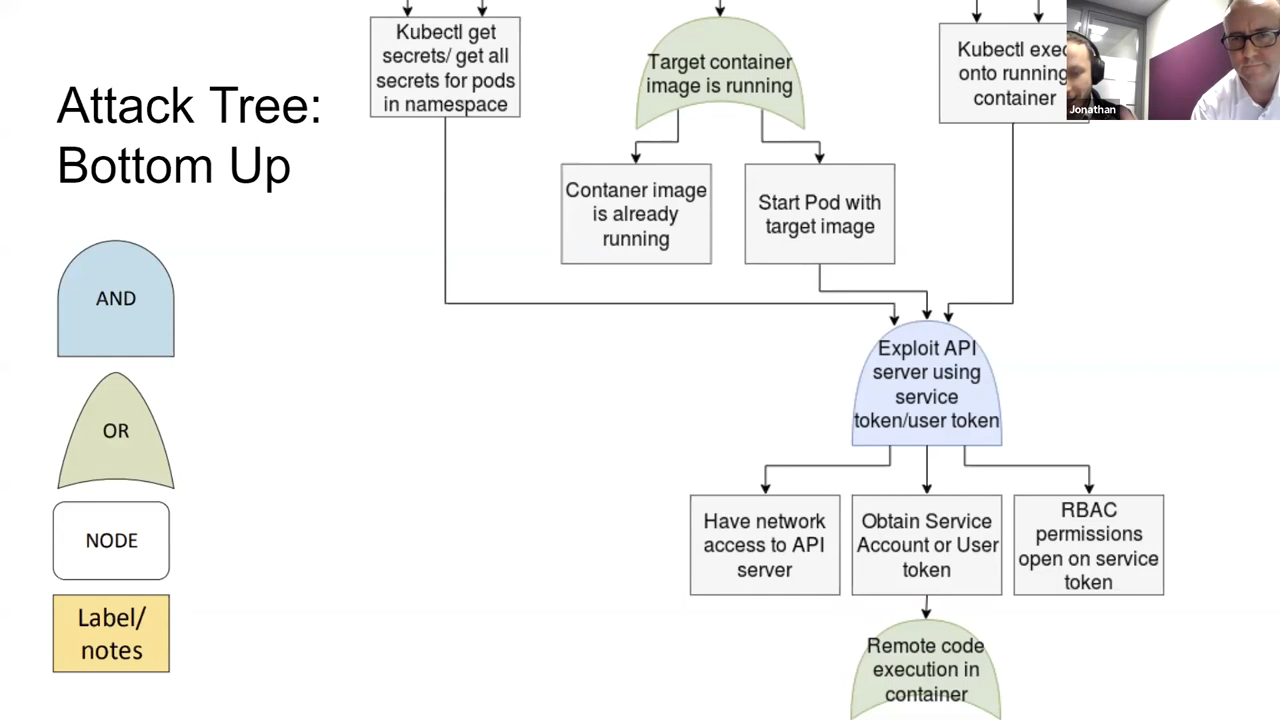 Attack Tree:
Bottom Up
AND
OR
NODE
Label/
notes
Kubectl get
secrets/ get all
secrets for pods
in namespace
Target container
image is running
Kubectl exec
onto running
container
Jonathan
Contaner image
is already
running
Start Pod with
target image
Exploit API
server using
service
token/user token
Have network
access to API
server
Obtain Service
Account or User
token
RBAC
permissions
open on service
token
Remote code
execution in
container